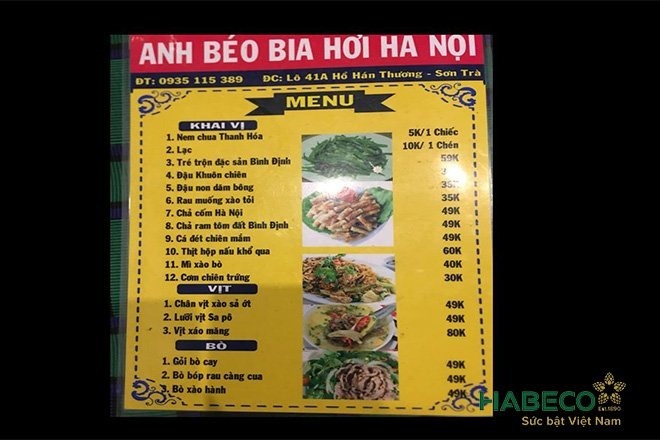 ANH BÉO BIA HƠI HÀ NỘI
ĐT: 0935 115 389 ĐC: Lô 41A Hồ Hán Thương - Sơn Trà
MENU
KHAI VỊ
1. Nem chua Thanh Hóa 5K/1 Chiếc
2. Lạc 10K/ 1 Chén
3. Tré trộn đặc sản Bình Định 59K
4. Đậu Khuôn chiên
5. Đậu non dăm bông 35K
6. Rau muống xào tỏi 35K
7. Chả cốm Hà Nội 49K
8. Chả ram tôm đất Bình Định 49K
9. Cá đét chiên mắm 49K
10. Thịt hộp nấu khổ qua 60K
11. Mì xào bò 40K
12. Cơm chiên trứng 30K
VỊT
1. Chân vịt xào sả ớt 49K
2. Lưỡi vịt Sa pô 49K
3. Vịt xáo măng 80K
BÒ
1. Gỏi bò cay 49K
2. Bò bóp rau càng cua 49K
3. Bò xào hành 49K
HABECO
Est.1890
Sức bật Việt Nam